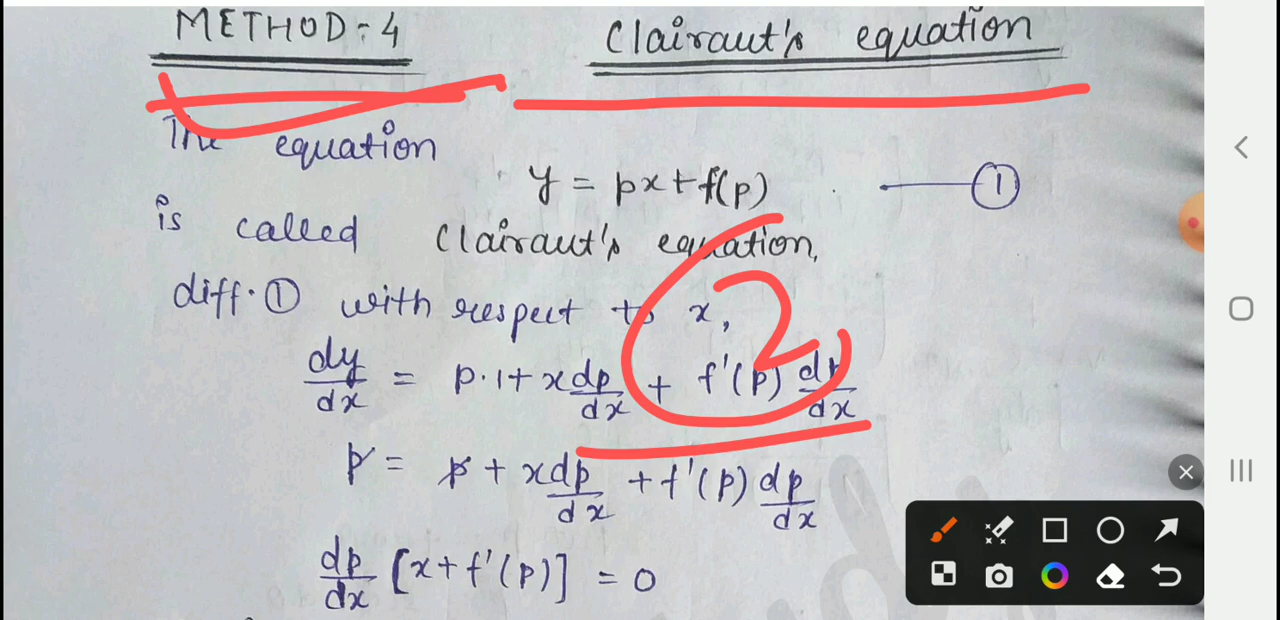 METHOD-4 Clairaut's equation
The equation
y = px + f(p) ①
is called Clairaut's equation,
diff. ① with respect to x,
dy/dx = p.1 + x dp/dx + f'(p) dp/dx
2
p = p + x dp/dx + f'(p) dp/dx
dp/dx [x + f'(p)] = 0